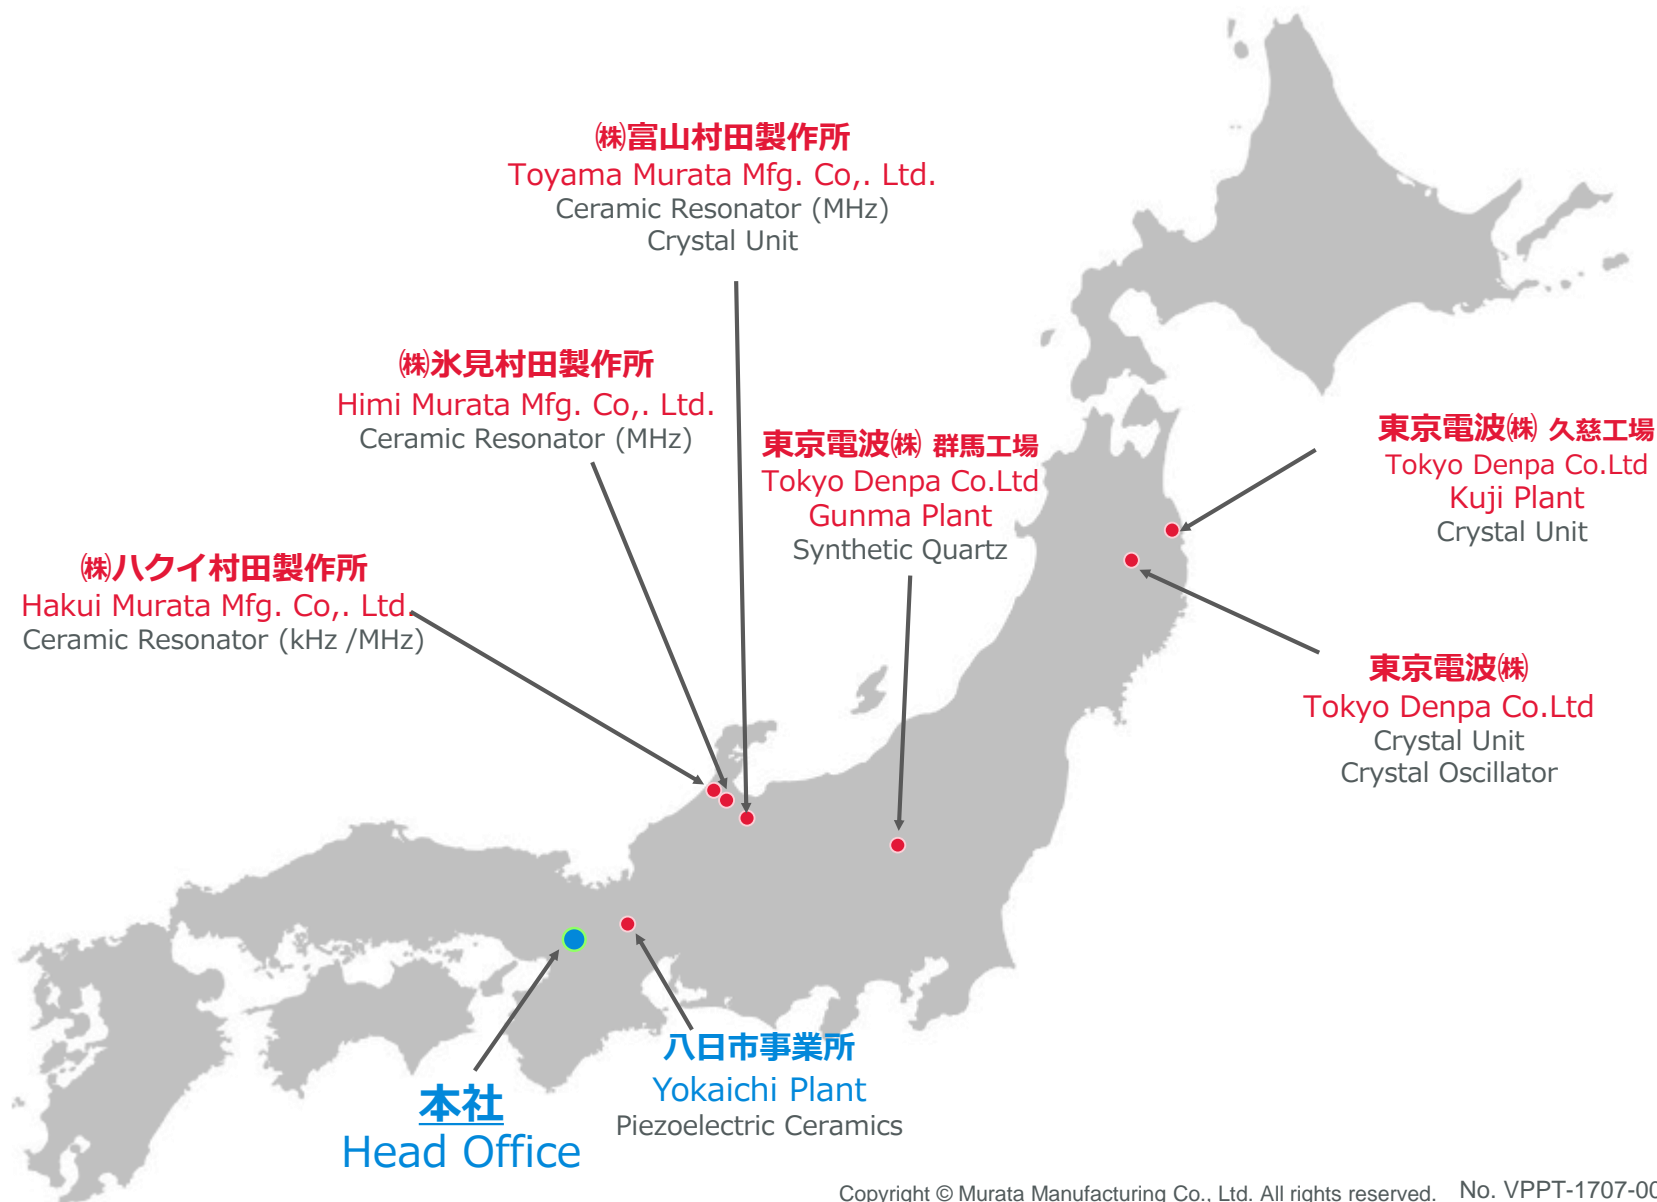 ㈱富山村田製作所
Toyama Murata Mfg. Co,. Ltd.
Ceramic Resonator (MHz)
Crystal Unit
㈱氷見村田製作所
Himi Murata Mfg. Co,. Ltd.
Ceramic Resonator (MHz)
東京電波㈱ 群馬工場
Tokyo Denpa Co.Ltd
Gunma Plant
Synthetic Quartz
東京電波㈱ 久慈工場
Tokyo Denpa Co.Ltd
Kuji Plant
Crystal Unit
㈱ハクイ村田製作所
Hakui Murata Mfg. Co,. Ltd.
Ceramic Resonator (kHz /MHz)
東京電波㈱
Tokyo Denpa Co.Ltd
Crystal Unit
Crystal Oscillator
八日市事業所
Yokaichi Plant
Piezoelectric Ceramics
本社
Head Office
Copyright © Murata Manufacturing Co., Ltd. All rights reserved. No. VPPT-1707-00